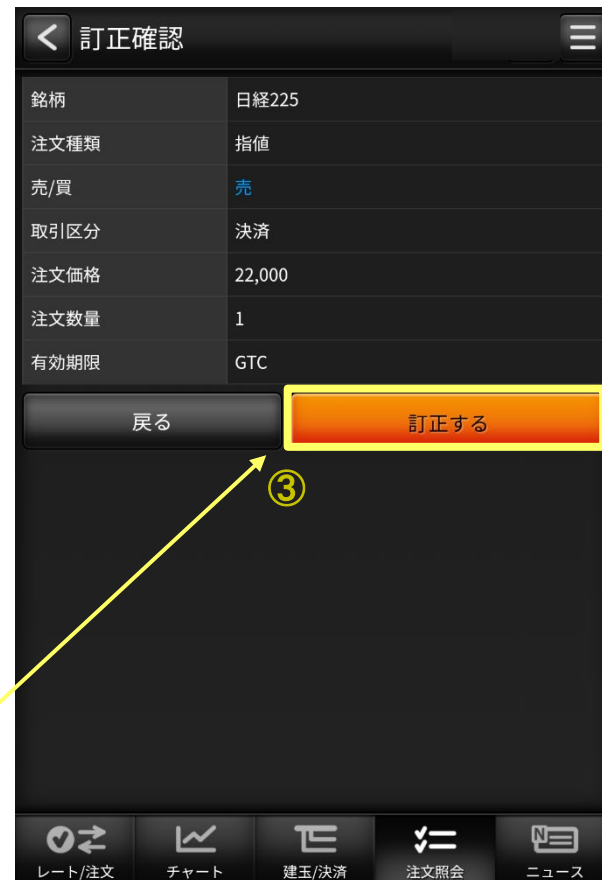 訂正確認
銘柄 日経225
注文種類 指値
売/買 売
取引区分 決済
注文価格 22,000
注文数量 1
有効期限 GTC
戻る 訂正する
③
N
レート/注文 チャート 建玉/決済 注文照会 ニュース